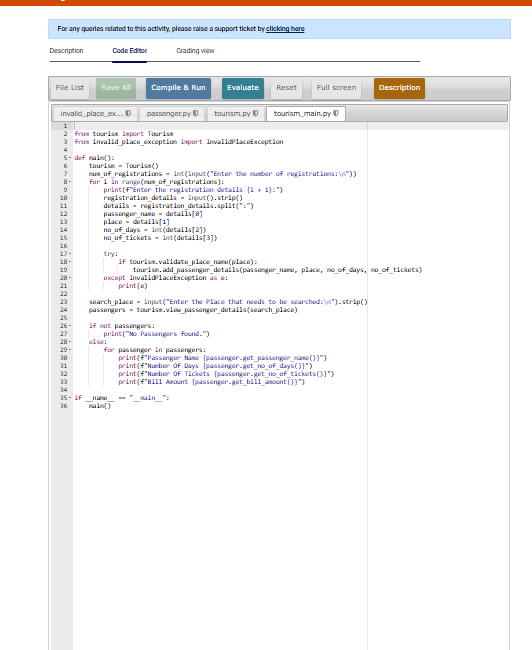 For any queries related to this activity, please raise a support ticket by clicking here
Description Code Editor Grading view
File List Save All Compile & Run Evaluate Reset Full screen Description
invalid_place_ex... passenger.py tourism.py tourism_main.py
1
2 from tourism import Tourism
3 from invalid_place_exception import InvalidPlaceException
4
5 def main():
6 tourism = Tourism()
7 num_of_registrations = int(input("Enter the number of registrations:\n"))
8 for i in range(num_of_registrations):
9 print(f"Enter the registration details {i + 1}:")
10 registration_details = input().strip()
11 details = registration_details.split(":")
12 passenger_name = details[0]
13 place = details[1]
14 no_of_days = int(details[2])
15 no_of_tickets = int(details[3])
16
17 try:
18 if tourism.validate_place_name(place):
19 tourism.add_passenger_details(passenger_name, place, no_of_days, no_of_tickets)
20 except InvalidPlaceException as e:
21 print(e)
22
23 search_place = input("Enter the Place that needs to be searched:\n").strip()
24 passengers = tourism.view_passenger_details(search_place)
25
26 if not passengers:
27 print("No Passengers found.")
28 else:
29 for passenger in passengers:
30 print(f"Passenger Name {passenger.get_passenger_name()}")
31 print(f"Number Of Days {passenger.get_no_of_days()}")
32 print(f"Number Of Tickets {passenger.get_no_of_tickets()}")
33 print(f"Bill Amount {passenger.get_bill_amount()}")
34
35 if __name__ == "__main__":
36 main()